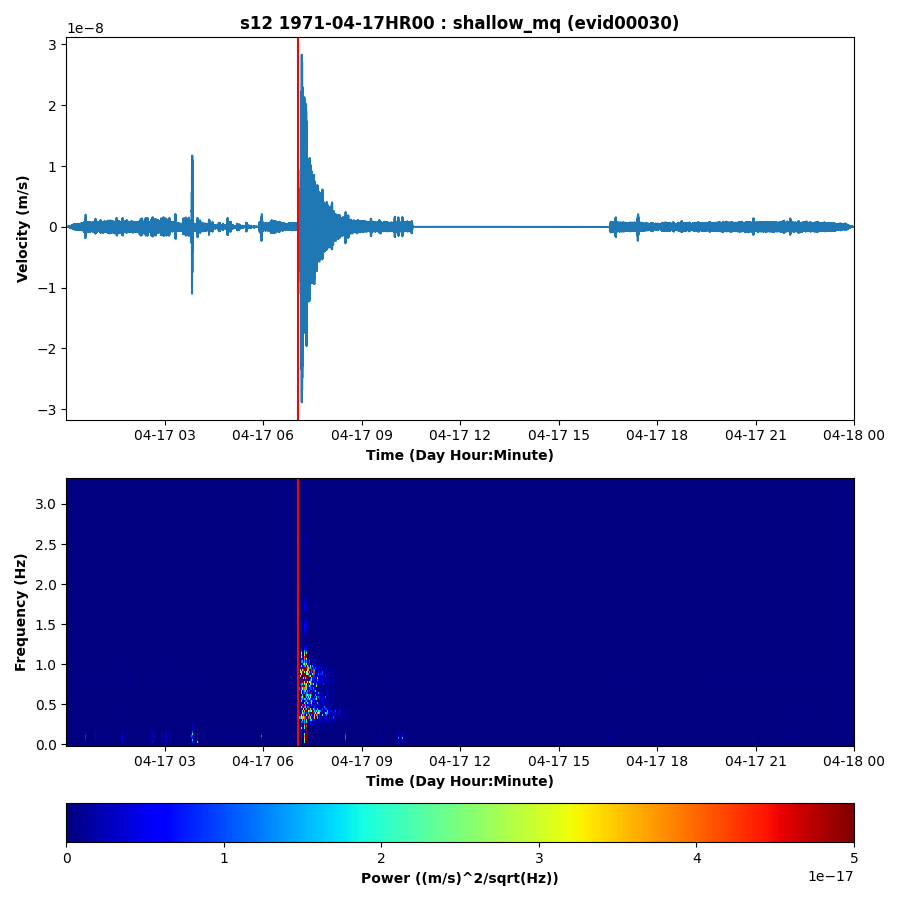 s12 1971-04-17HR00 : shallow_mq (evid00030)
1e−8
3
2
1
0
−1
−2
−3
Velocity (m/s)
04-17 03 04-17 06 04-17 09 04-17 12 04-17 15 04-17 18 04-17 21 04-18 00
Time (Day Hour:Minute)
3.0
2.5
2.0
1.5
1.0
0.5
0.0
Frequency (Hz)
04-17 03 04-17 06 04-17 09 04-17 12 04-17 15 04-17 18 04-17 21 04-18 00
Time (Day Hour:Minute)
0 1 2 3 4 5
1e−17
Power ((m/s)^2/sqrt(Hz))